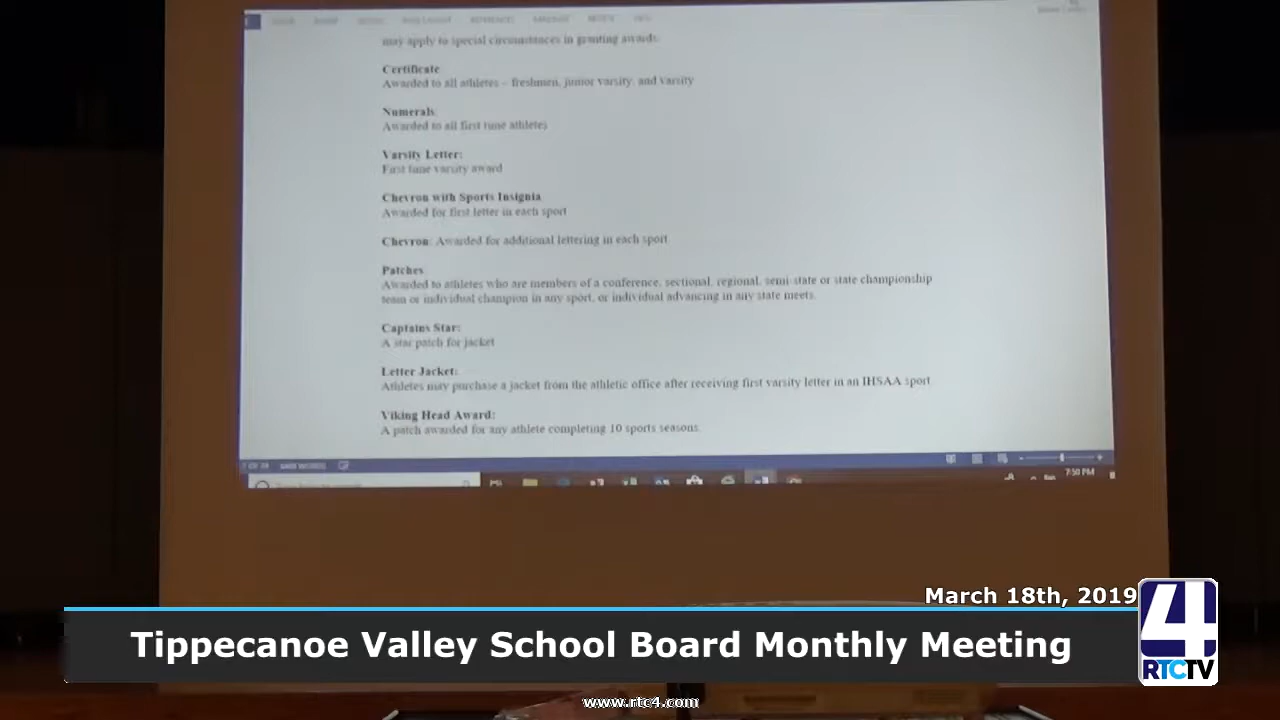 may apply to special circumstances in granting awards.
Certificate
Awarded to all athletes – freshmen, junior varsity, and varsity
Numerals
Awarded to all first time athletes
Varsity Letter:
First time varsity award
Chevron with Sports Insignia
Awarded for first letter in each sport
Chevron: Awarded for additional lettering in each sport
Patches
Awarded to athletes who are members of a conference, sectional, regional, semi-state or state championship
team or individual champion in any sport, or individual advancing in any state meets.
Captains Star:
A star patch for jacket
Letter Jacket:
Athletes may purchase a jacket from the athletic office after receiving first varsity letter in an IHSAA sport
Viking Head Award:
A patch awarded for any athlete completing 10 sports seasons.
7:50 PM
March 18th, 2019
Tippecanoe Valley School Board Monthly Meeting
4
RTCTV
www.rtc4.com